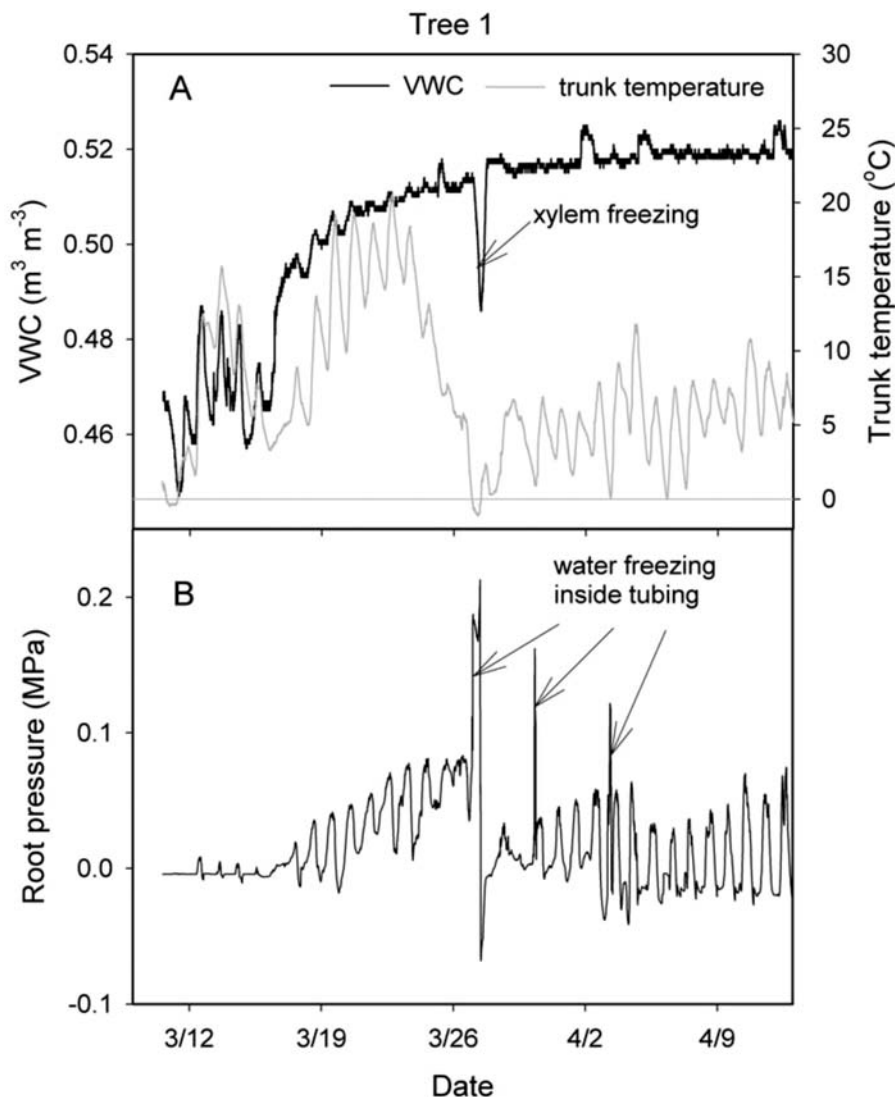 Tree 1
A
VWC
trunk temperature
0.54
0.52
0.50
0.48
0.46
VWC (m³ m⁻³)
30
25
20
15
10
5
0
Trunk temperature (°C)
xylem freezing
B
water freezing
inside tubing
0.2
0.1
0.0
-0.1
Root pressure (MPa)
3/12
3/19
3/26
4/2
4/9
Date